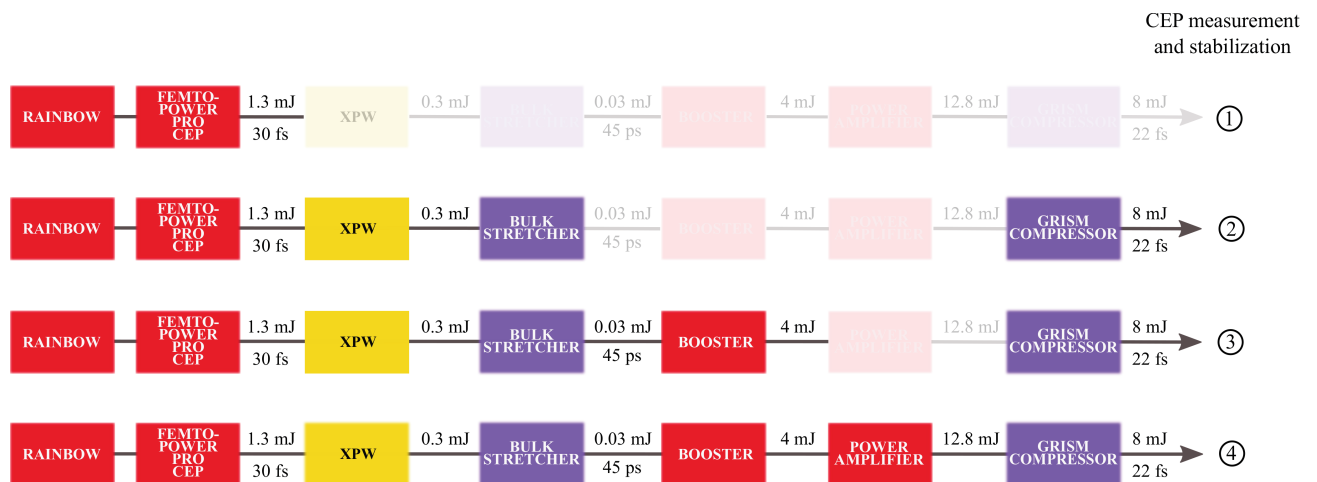 CEP measurement
and stabilization
RAINBOW
FEMTO-
POWER
PRO
CEP
1.3 mJ
30 fs
XPW
0.3 mJ
BULK
STRETCHER
0.03 mJ
45 ps
BOOSTER
4 mJ
POWER
AMPLIFIER
12.8 mJ
GRISM
COMPRESSOR
8 mJ
22 fs
1
RAINBOW
FEMTO-
POWER
PRO
CEP
1.3 mJ
30 fs
XPW
0.3 mJ
BULK
STRETCHER
0.03 mJ
45 ps
BOOSTER
4 mJ
POWER
AMPLIFIER
12.8 mJ
GRISM
COMPRESSOR
8 mJ
22 fs
2
RAINBOW
FEMTO-
POWER
PRO
CEP
1.3 mJ
30 fs
XPW
0.3 mJ
BULK
STRETCHER
0.03 mJ
45 ps
BOOSTER
4 mJ
POWER
AMPLIFIER
12.8 mJ
GRISM
COMPRESSOR
8 mJ
22 fs
3
RAINBOW
FEMTO-
POWER
PRO
CEP
1.3 mJ
30 fs
XPW
0.3 mJ
BULK
STRETCHER
0.03 mJ
45 ps
BOOSTER
4 mJ
POWER
AMPLIFIER
12.8 mJ
GRISM
COMPRESSOR
8 mJ
22 fs
4